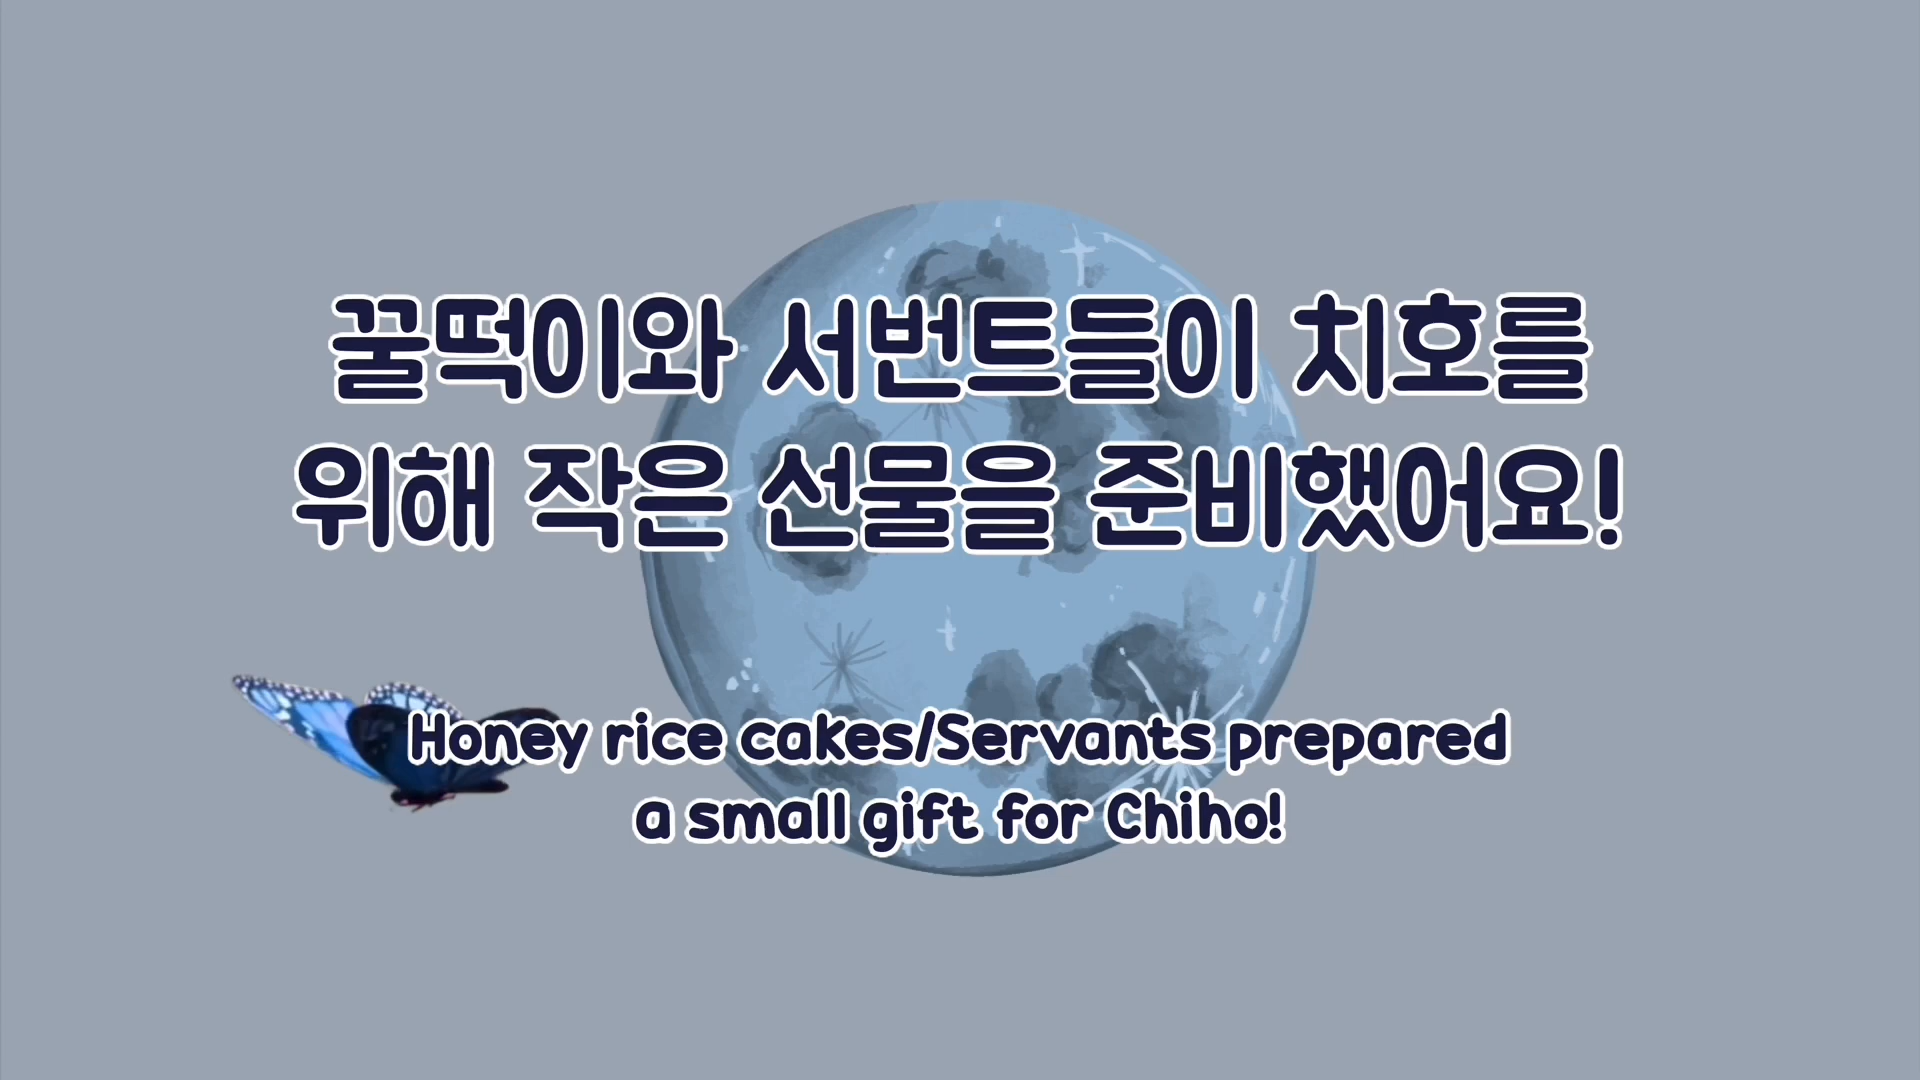 꿀떡이와 서번트들이 치호를
위해 작은 선물을 준비했어요!
Honey rice cakes/Servants prepared
a small gift for Chiho!